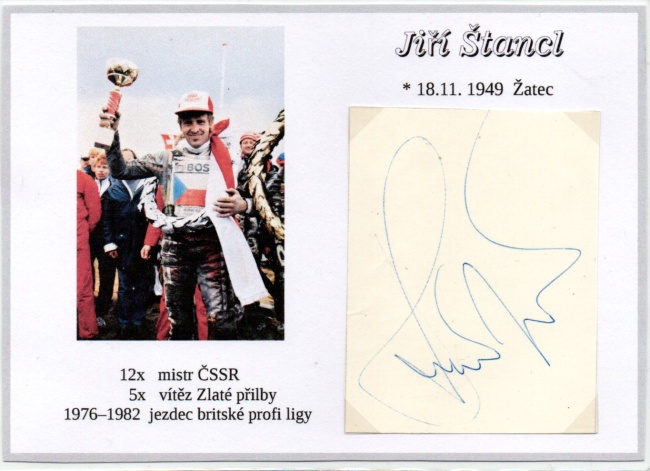 Jiří Štancl
* 18.11. 1949 Žatec
BOS
12x mistr ČSSR
5x vítěz Zlaté přilby
1976–1982 jezdec britské profi ligy